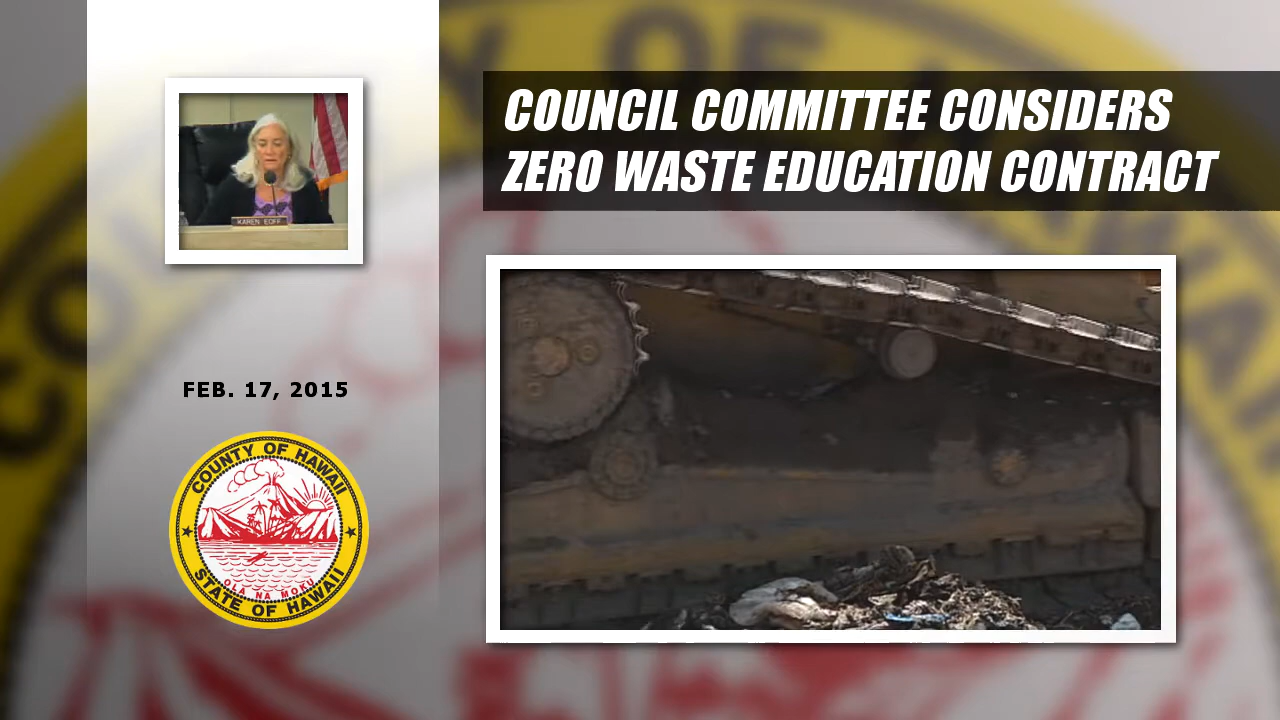 COUNCIL COMMITTEE CONSIDERS
ZERO WASTE EDUCATION CONTRACT
KAREN EOFF
FEB. 17, 2015
COUNTY OF HAWAII
OLA NA MOKU
STATE OF HAWAII